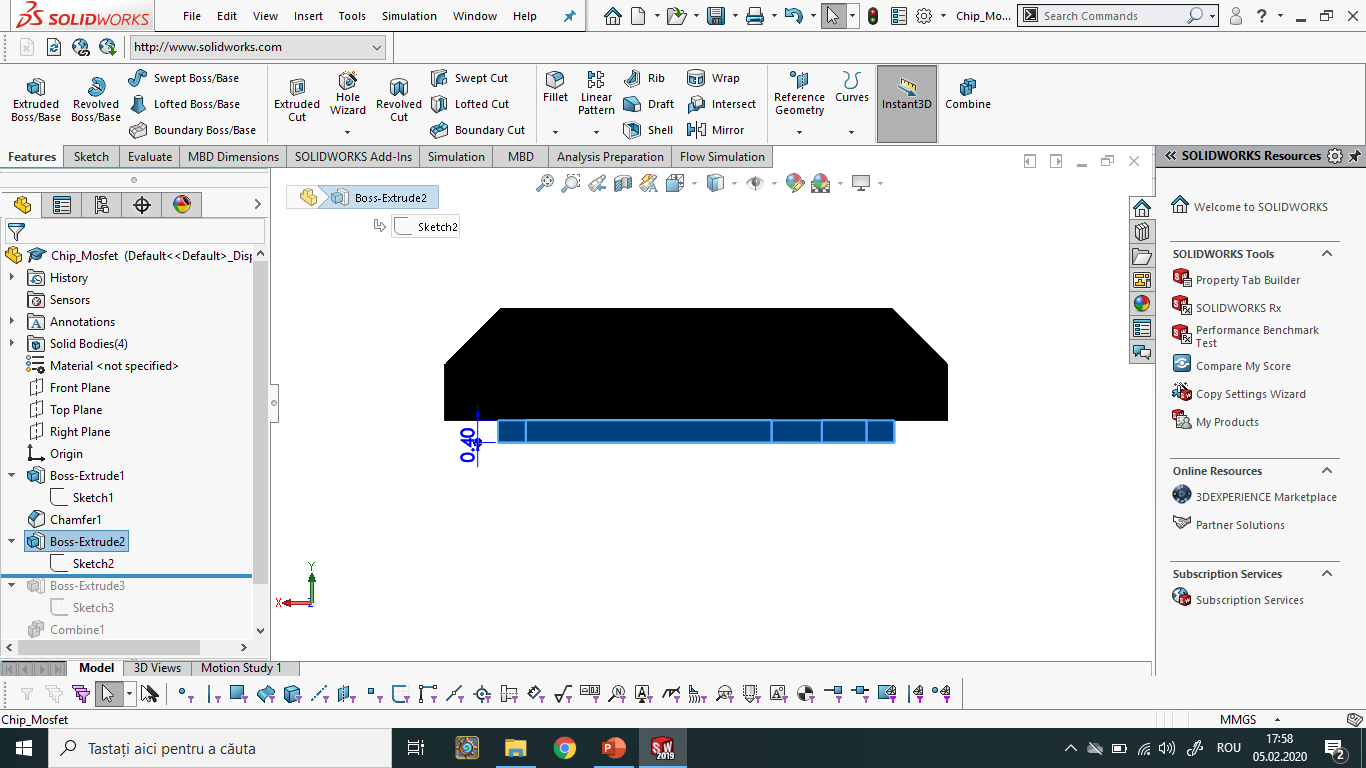 SOLIDWORKS File Edit View Insert Tools Simulation Window Help Chip_Mo... Search Commands
http://www.solidworks.com
Extruded Boss/Base
Revolved Boss/Base
Swept Boss/Base
Lofted Boss/Base
Boundary Boss/Base
Extruded Cut
Hole Wizard
Revolved Cut
Swept Cut
Lofted Cut
Boundary Cut
Fillet
Linear Pattern
Rib
Draft
Shell
Wrap
Intersect
Mirror
Reference Geometry
Curves
Instant3D
Combine
Features Sketch Evaluate MBD Dimensions SOLIDWORKS Add-Ins Simulation MBD Analysis Preparation Flow Simulation
Chip_Mosfet (Default<<Default>_Disp
History
Sensors
Annotations
Solid Bodies(4)
Material <not specified>
Front Plane
Top Plane
Right Plane
Origin
Boss-Extrude1
Sketch1
Chamfer1
Boss-Extrude2
Sketch2
Boss-Extrude3
Sketch3
Combine1
Boss-Extrude2
Sketch2
0.40
Y
X
Z
SOLIDWORKS Resources
Welcome to SOLIDWORKS
SOLIDWORKS Tools
Property Tab Builder
SOLIDWORKS Rx
Performance Benchmark
Test
Compare My Score
Copy Settings Wizard
My Products
Online Resources
3DEXPERIENCE Marketplace
Partner Solutions
Subscription Services
Subscription Services
Model 3D Views Motion Study 1
Chip_Mosfet MMGS
Tastați aici pentru a căuta
SW
2019
ROU
17:58
05.02.2020
2